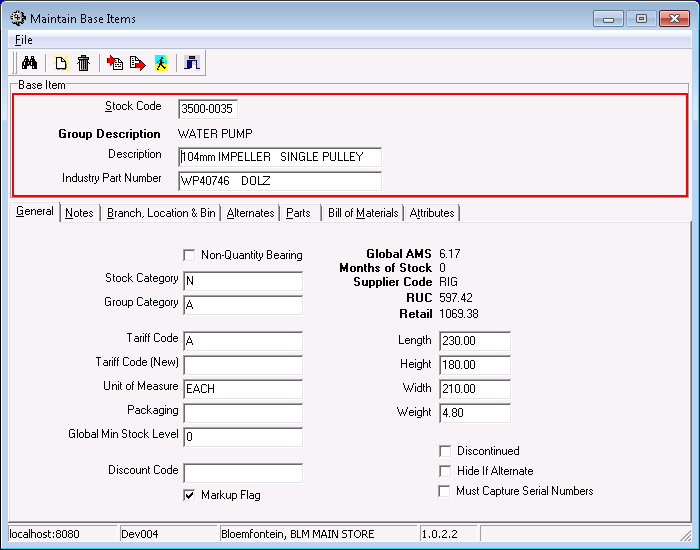 Maintain Base Items
File
Base Item
Stock Code 3500-0035
Group Description WATER PUMP
Description 104mm IMPELLER SINGLE PULLEY
Industry Part Number WP40746 DOLZ
General Notes Branch, Location & Bin Alternates Parts Bill of Materials Attributes
Non-Quantity Bearing
Stock Category N
Group Category A
Tariff Code A
Tariff Code (New)
Unit of Measure EACH
Packaging
Global Min Stock Level 0
Discount Code
Markup Flag
Global AMS 6.17
Months of Stock 0
Supplier Code RIG
RUC 597.42
Retail 1069.38
Length 230.00
Height 180.00
Width 210.00
Weight 4.80
Discontinued
Hide If Alternate
Must Capture Serial Numbers
localhost:8080 Dev004 Bloemfontein, BLM MAIN STORE 1.0.2.2